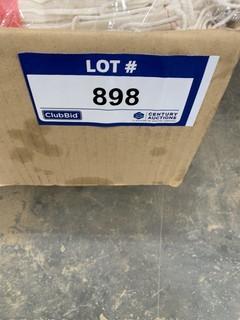 LOT #
898
ClubBid
CENTURY
AUCTIONS